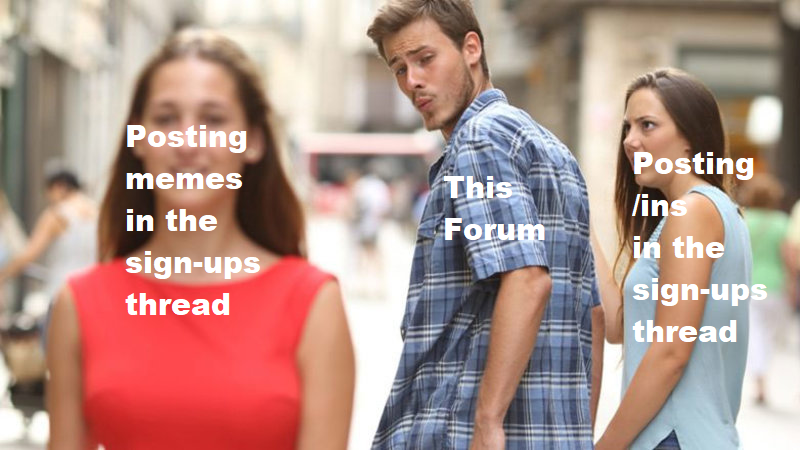 Posting
memes
in the
sign-ups
thread
This
Forum
Posting
/ins
in the
sign-ups
thread